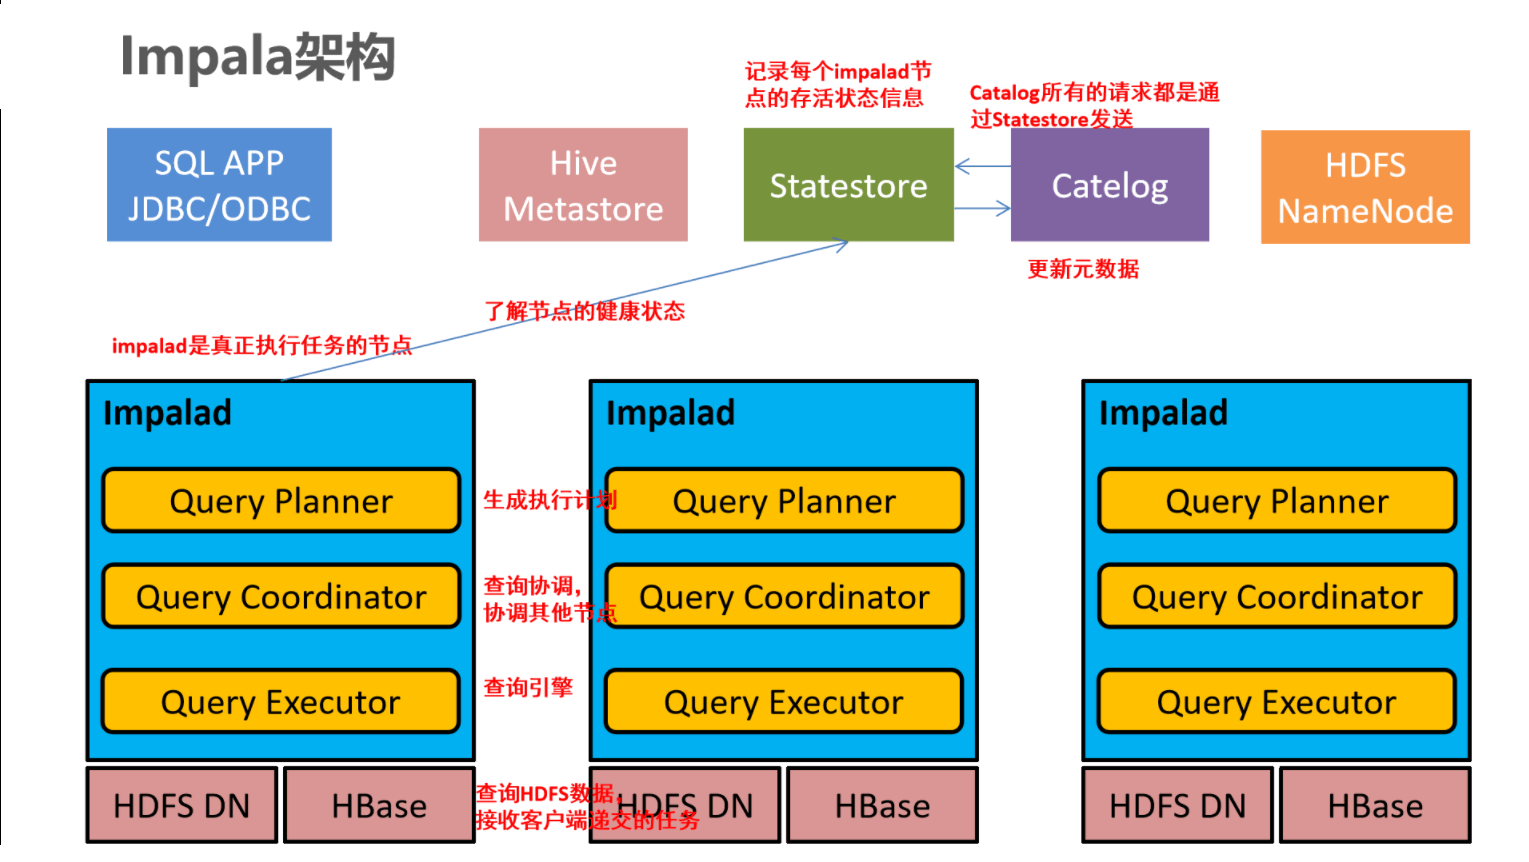 Impala架构
记录每个impalad节
点的存活状态信息
Catalog所有的请求都是通
过Statestore发送
SQL APP
JDBC/ODBC
Hive
Metastore
Statestore
Catelog
HDFS
NameNode
更新元数据
了解节点的健康状态
impalad是真正执行任务的节点
Impalad
Impalad
Impalad
Query Planner
生成执行计划
Query Planner
Query Planner
Query Coordinator
查询协调，
协调其他节点
Query Coordinator
Query Coordinator
Query Executor
查询引擎
Query Executor
Query Executor
HDFS DN
HBase
查询HDFS数据，
接收客户端递交的任务
HDFS DN
HBase
HDFS DN
HBase